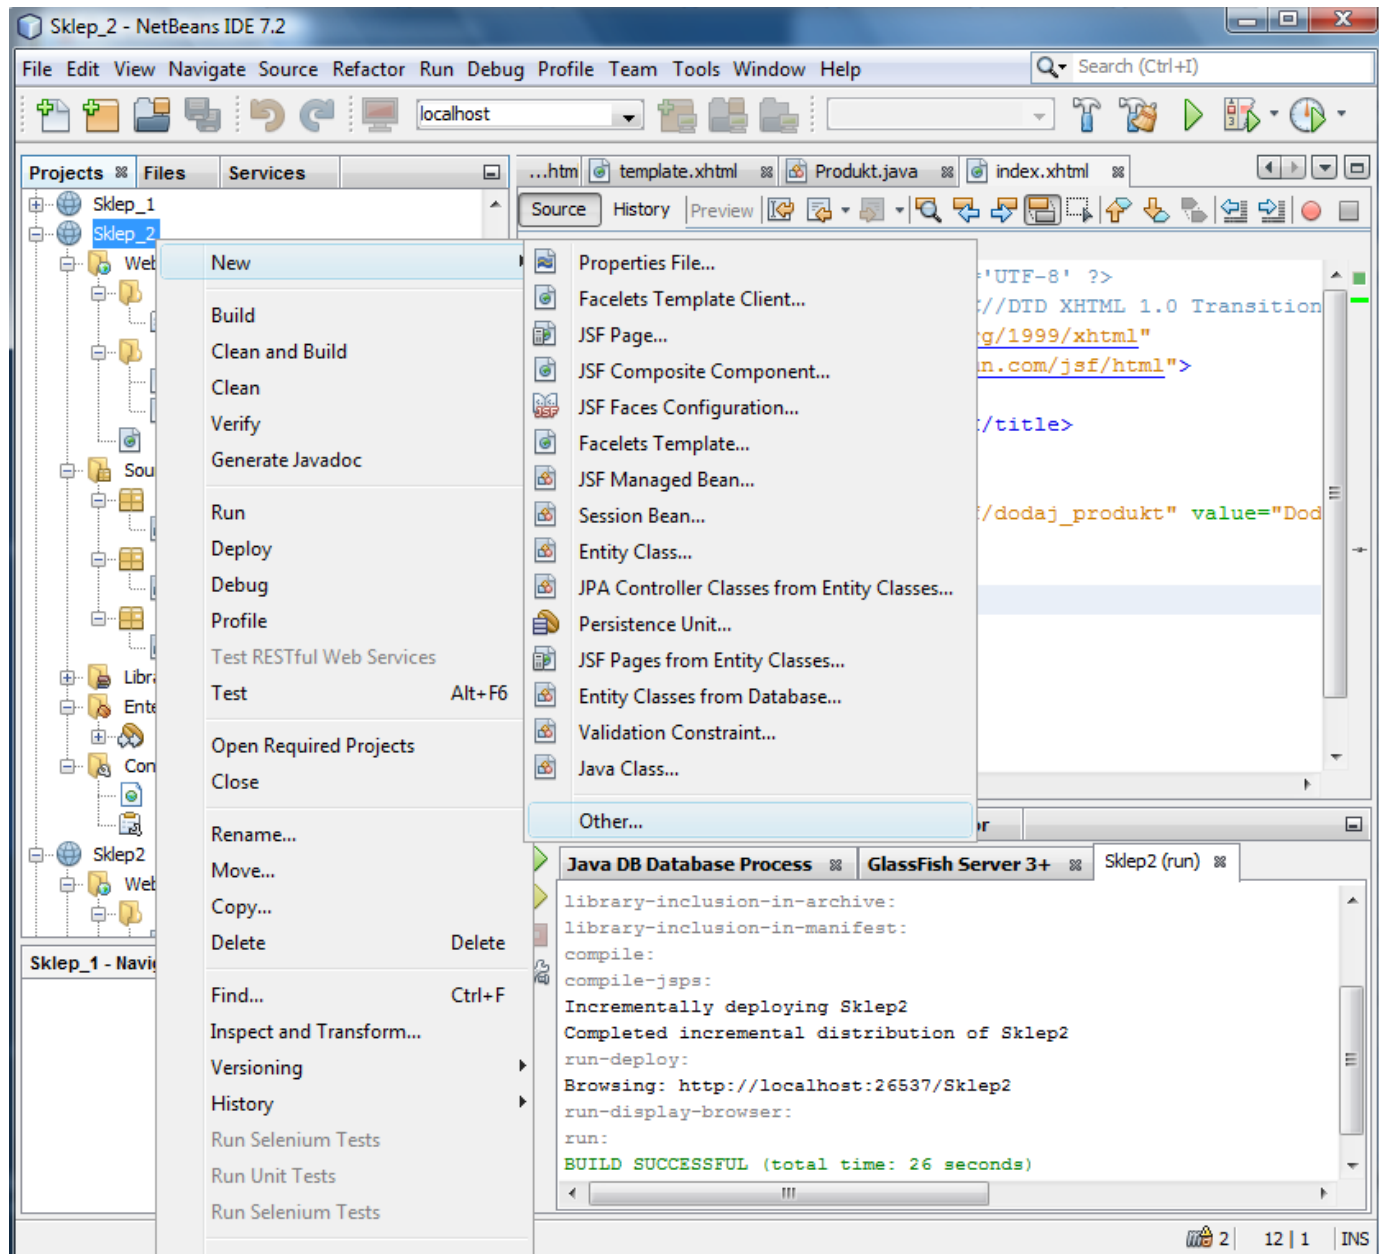 Sklep_2 - NetBeans IDE 7.2
File Edit View Navigate Source Refactor Run Debug Profile Team Tools Window Help
Search (Ctrl+I)
localhost
Projects Files Services
...htm template.xhtml Produkt.java index.xhtml
Source History Preview
Sklep_1
Sklep_2
Web
Sou
Libra
Ente
Con
Sklep2
Web
Sklep_1 - Navig
New
Build
Clean and Build
Clean
Verify
Generate Javadoc
Run
Deploy
Debug
Profile
Test RESTful Web Services
Test Alt+F6
Open Required Projects
Close
Rename...
Move...
Copy...
Delete Delete
Find... Ctrl+F
Inspect and Transform...
Versioning
History
Run Selenium Tests
Run Unit Tests
Run Selenium Tests
Properties File...
Facelets Template Client...
JSF Page...
JSF Composite Component...
JSF Faces Configuration...
Facelets Template...
JSF Managed Bean...
Session Bean...
Entity Class...
JPA Controller Classes from Entity Classes...
Persistence Unit...
JSF Pages from Entity Classes...
Entity Classes from Database...
Validation Constraint...
Java Class...
Other...
='UTF-8' ?>
//DTD XHTML 1.0 Transition
g/1999/xhtml"
n.com/jsf/html">
/title>
/dodaj_produkt" value="Dod
or
Java DB Database Process GlassFish Server 3+ Sklep2 (run)
library-inclusion-in-archive:
library-inclusion-in-manifest:
compile:
compile-jsps:
Incrementally deploying Sklep2
Completed incremental distribution of Sklep2
run-deploy:
Browsing: http://localhost:26537/Sklep2
run-display-browser:
run:
BUILD SUCCESSFUL (total time: 26 seconds)
2 12 | 1 INS